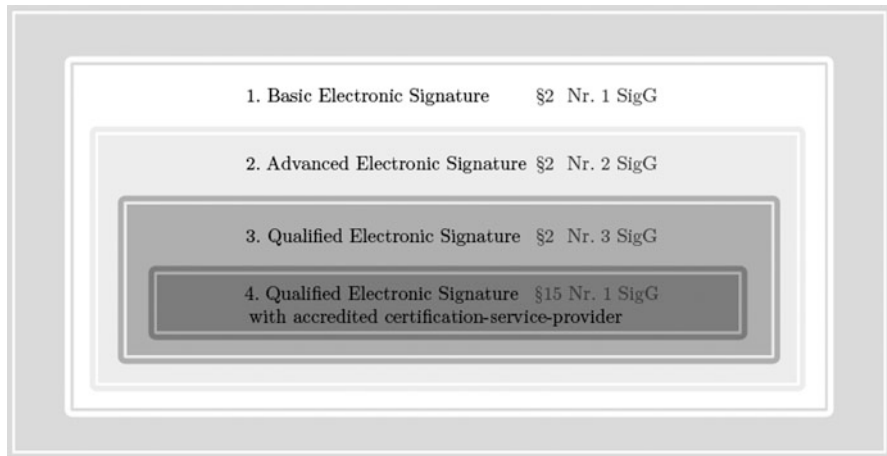 1. Basic Electronic Signature §2 Nr. 1 SigG
2. Advanced Electronic Signature §2 Nr. 2 SigG
3. Qualified Electronic Signature §2 Nr. 3 SigG
4. Qualified Electronic Signature §15 Nr. 1 SigG
with accredited certification-service-provider